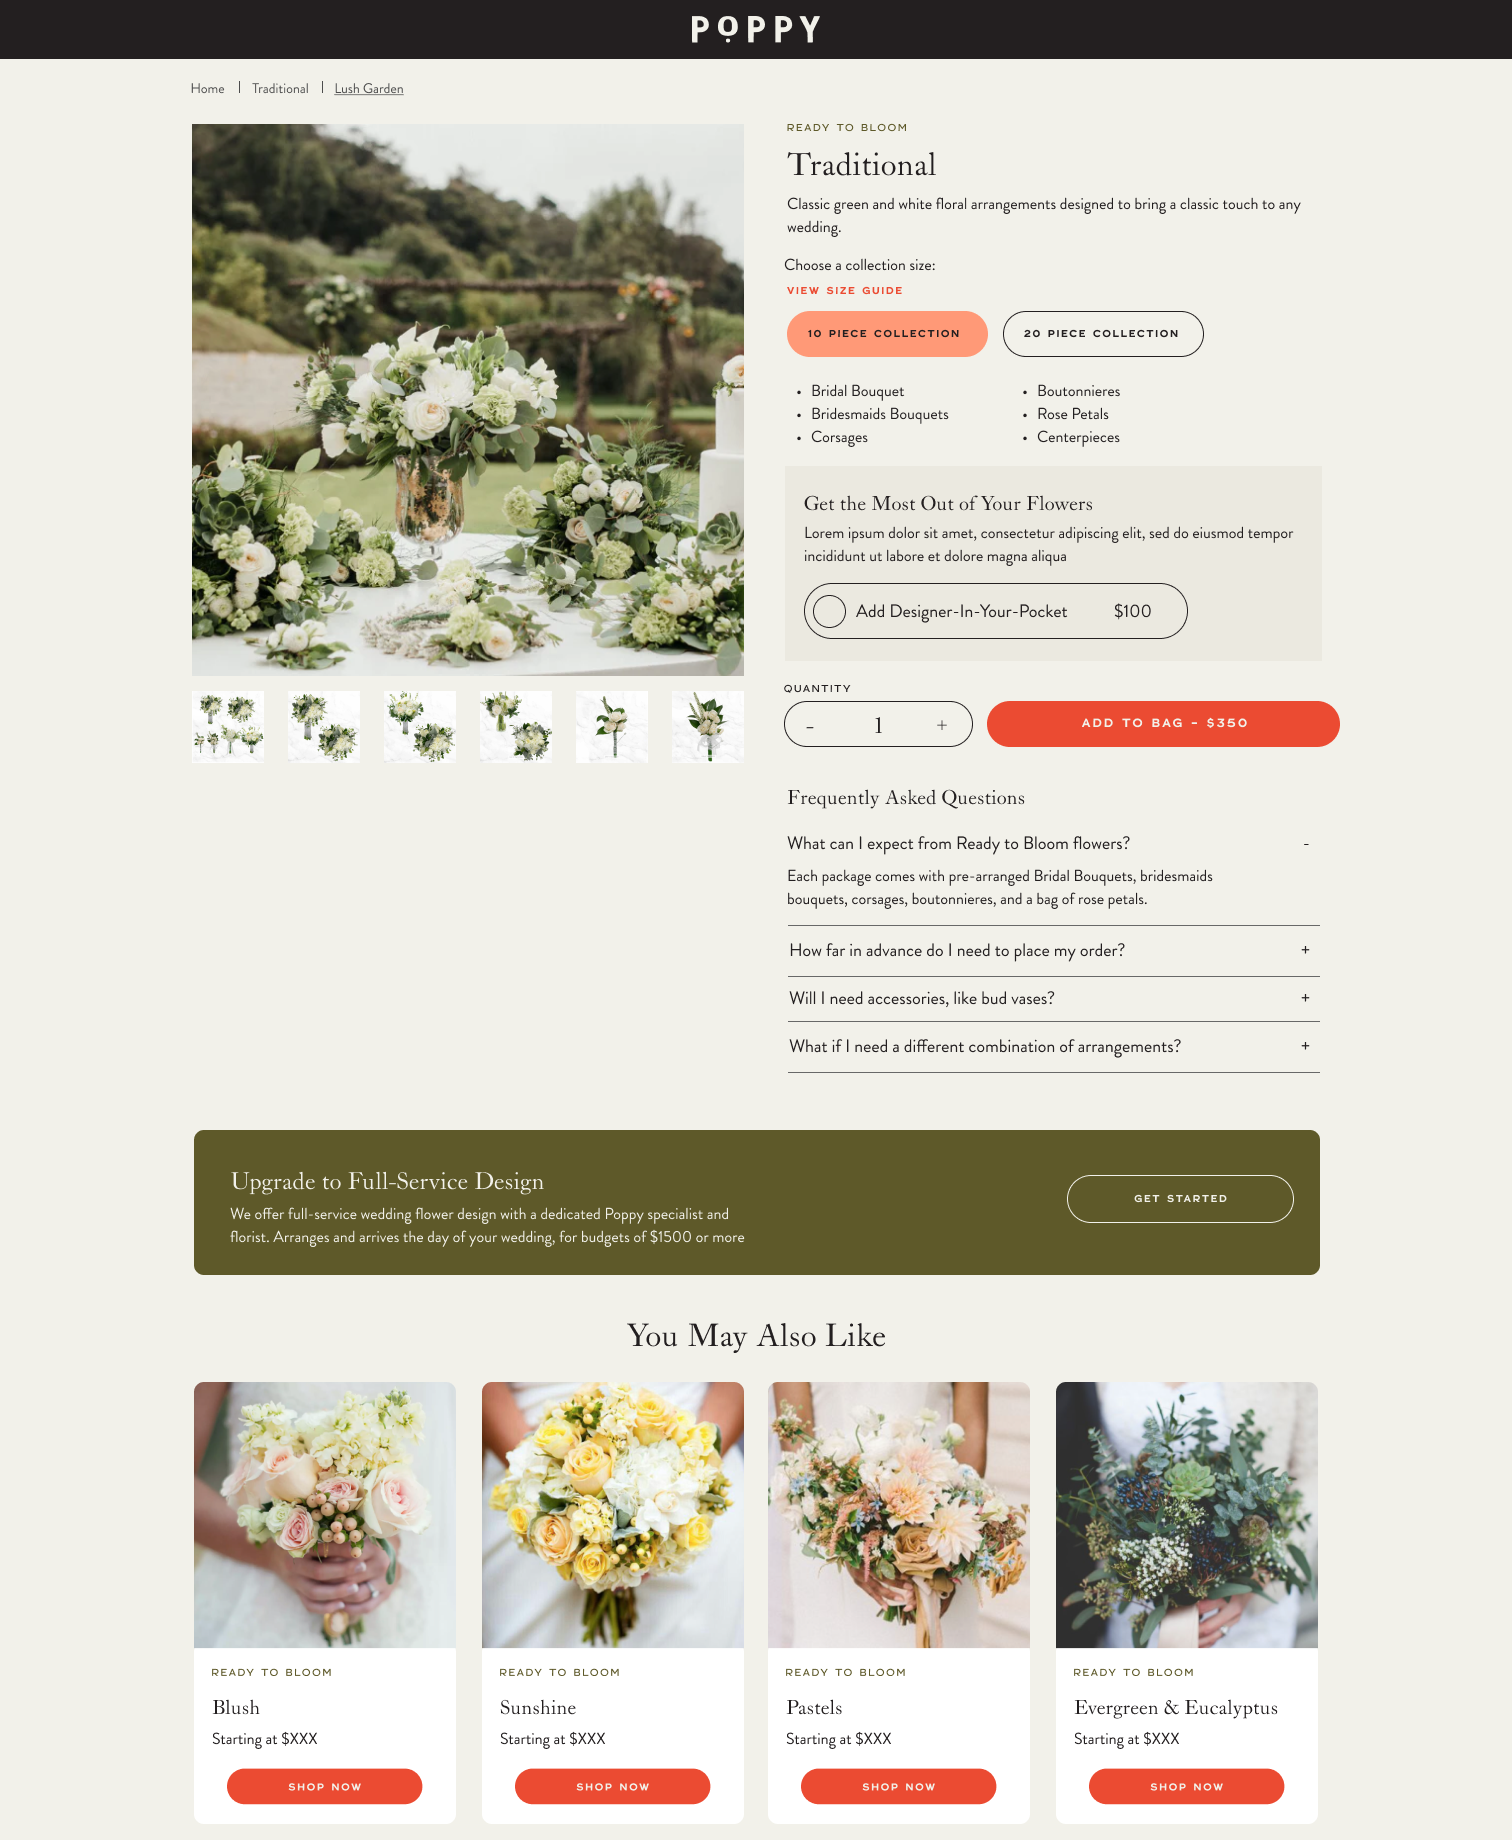 POPPY
Home | Traditional | Lush Garden
READY TO BLOOM
Traditional
Classic green and white floral arrangements designed to bring a classic touch to any
wedding.
Choose a collection size:
VIEW SIZE GUIDE
10 PIECE COLLECTION
20 PIECE COLLECTION
• Bridal Bouquet
• Bridesmaids Bouquets
• Corsages
• Boutonnieres
• Rose Petals
• Centerpieces
Get the Most Out of Your Flowers
Lorem ipsum dolor sit amet, consectetur adipiscing elit, sed do eiusmod tempor
incididunt ut labore et dolore magna aliqua
Add Designer-In-Your-Pocket $100
QUANTITY
- 1 +
ADD TO BAG - $350
Frequently Asked Questions
What can I expect from Ready to Bloom flowers? -
Each package comes with pre-arranged Bridal Bouquets, bridesmaids
bouquets, corsages, boutonnieres, and a bag of rose petals.
How far in advance do I need to place my order? +
Will I need accessories, like bud vases? +
What if I need a different combination of arrangements? +
Upgrade to Full-Service Design
We offer full-service wedding flower design with a dedicated Poppy specialist and
florist. Arranges and arrives the day of your wedding, for budgets of $1500 or more
GET STARTED
You May Also Like
READY TO BLOOM
Blush
Starting at $XXX
SHOP NOW
READY TO BLOOM
Sunshine
Starting at $XXX
SHOP NOW
READY TO BLOOM
Pastels
Starting at $XXX
SHOP NOW
READY TO BLOOM
Evergreen & Eucalyptus
Starting at $XXX
SHOP NOW